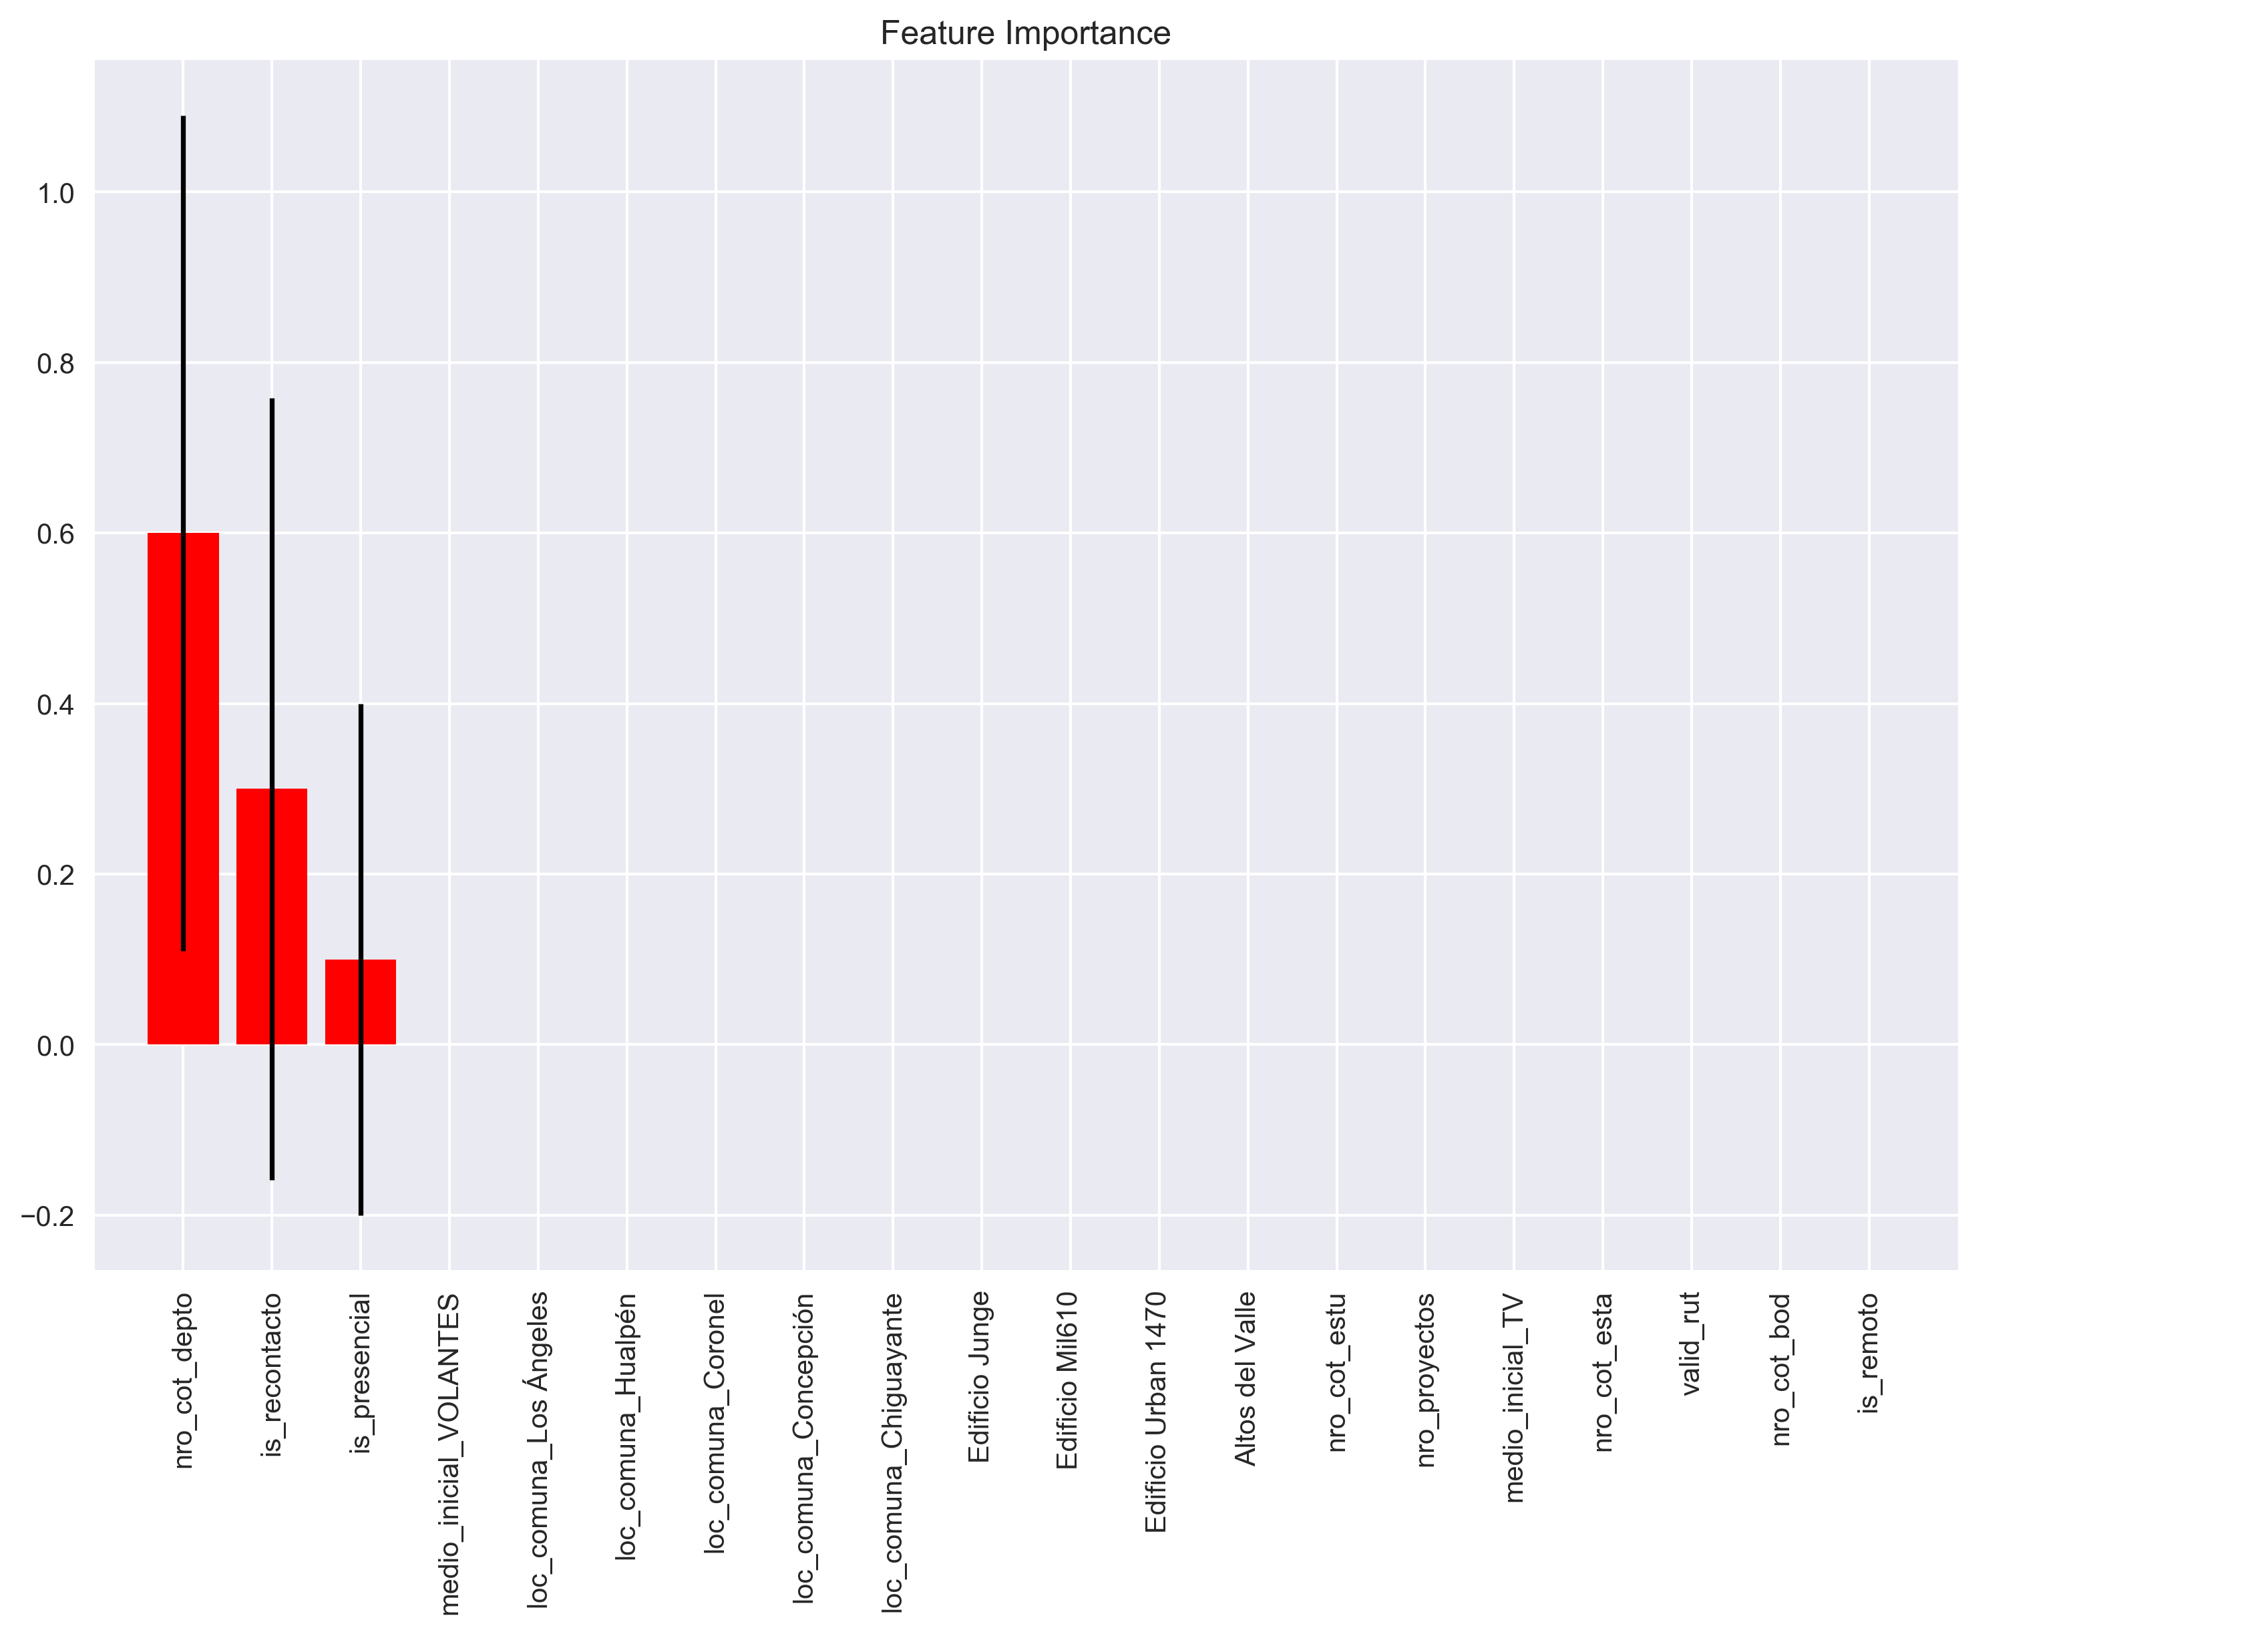 Feature Importance
1.0
0.8
0.6
0.4
0.2
0.0
−0.2
nro_cot_depto
is_recontacto
is_presencial
medio_inicial_VOLANTES
loc_comuna_Los Ángeles
loc_comuna_Hualpén
loc_comuna_Coronel
loc_comuna_Concepción
loc_comuna_Chiguayante
Edificio Junge
Edificio Mil610
Edificio Urban 1470
Altos del Valle
nro_cot_estu
nro_proyectos
medio_inicial_TV
nro_cot_esta
valid_rut
nro_cot_bod
is_remoto